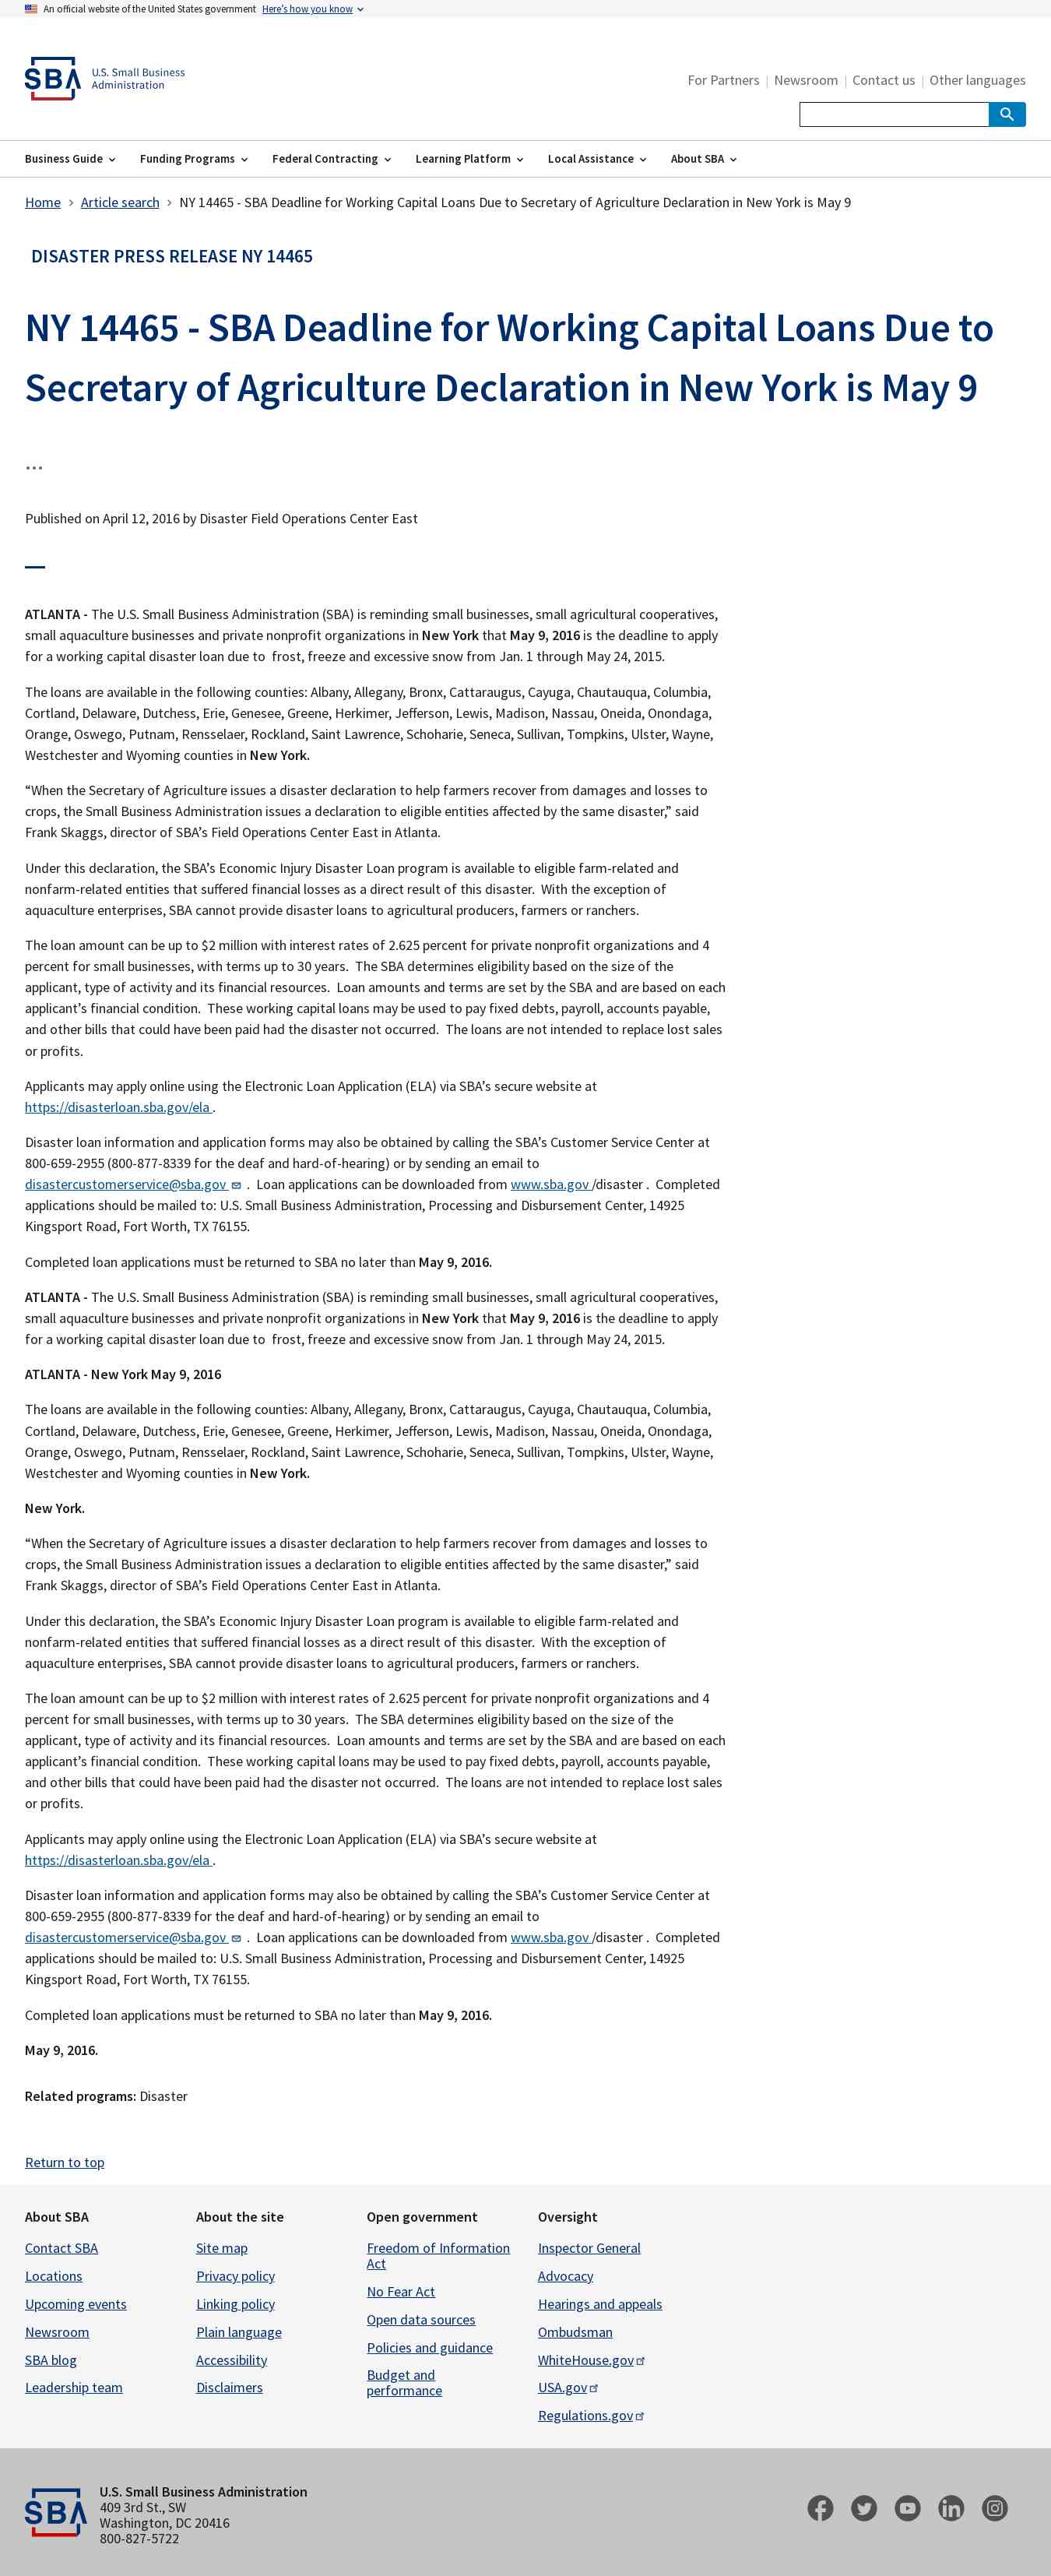 An official website of the United States government Here's how you know
SBA U.S. Small Business
Administration
For Partners | Newsroom | Contact us | Other languages
Business Guide Funding Programs Federal Contracting Learning Platform Local Assistance About SBA
Home > Article search > NY 14465 - SBA Deadline for Working Capital Loans Due to Secretary of Agriculture Declaration in New York is May 9
DISASTER PRESS RELEASE NY 14465
NY 14465 - SBA Deadline for Working Capital Loans Due to
Secretary of Agriculture Declaration in New York is May 9
...
Published on April 12, 2016 by Disaster Field Operations Center East
ATLANTA - The U.S. Small Business Administration (SBA) is reminding small businesses, small agricultural cooperatives,
small aquaculture businesses and private nonprofit organizations in New York that May 9, 2016 is the deadline to apply
for a working capital disaster loan due to  frost, freeze and excessive snow from Jan. 1 through May 24, 2015.
The loans are available in the following counties: Albany, Allegany, Bronx, Cattaraugus, Cayuga, Chautauqua, Columbia,
Cortland, Delaware, Dutchess, Erie, Genesee, Greene, Herkimer, Jefferson, Lewis, Madison, Nassau, Oneida, Onondaga,
Orange, Oswego, Putnam, Rensselaer, Rockland, Saint Lawrence, Schoharie, Seneca, Sullivan, Tompkins, Ulster, Wayne,
Westchester and Wyoming counties in New York.
“When the Secretary of Agriculture issues a disaster declaration to help farmers recover from damages and losses to
crops, the Small Business Administration issues a declaration to eligible entities affected by the same disaster,” said
Frank Skaggs, director of SBA’s Field Operations Center East in Atlanta.
Under this declaration, the SBA’s Economic Injury Disaster Loan program is available to eligible farm-related and
nonfarm-related entities that suffered financial losses as a direct result of this disaster.  With the exception of
aquaculture enterprises, SBA cannot provide disaster loans to agricultural producers, farmers or ranchers.
The loan amount can be up to $2 million with interest rates of 2.625 percent for private nonprofit organizations and 4
percent for small businesses, with terms up to 30 years.  The SBA determines eligibility based on the size of the
applicant, type of activity and its financial resources.  Loan amounts and terms are set by the SBA and are based on each
applicant’s financial condition.  These working capital loans may be used to pay fixed debts, payroll, accounts payable,
and other bills that could have been paid had the disaster not occurred.  The loans are not intended to replace lost sales
or profits.
Applicants may apply online using the Electronic Loan Application (ELA) via SBA’s secure website at
https://disasterloan.sba.gov/ela .
Disaster loan information and application forms may also be obtained by calling the SBA’s Customer Service Center at
800-659-2955 (800-877-8339 for the deaf and hard-of-hearing) or by sending an email to
disastercustomerservice@sba.gov .  Loan applications can be downloaded from www.sba.gov /disaster .  Completed
applications should be mailed to: U.S. Small Business Administration, Processing and Disbursement Center, 14925
Kingsport Road, Fort Worth, TX 76155.
Completed loan applications must be returned to SBA no later than May 9, 2016.
ATLANTA - The U.S. Small Business Administration (SBA) is reminding small businesses, small agricultural cooperatives,
small aquaculture businesses and private nonprofit organizations in New York that May 9, 2016 is the deadline to apply
for a working capital disaster loan due to  frost, freeze and excessive snow from Jan. 1 through May 24, 2015.
ATLANTA - New York May 9, 2016
The loans are available in the following counties: Albany, Allegany, Bronx, Cattaraugus, Cayuga, Chautauqua, Columbia,
Cortland, Delaware, Dutchess, Erie, Genesee, Greene, Herkimer, Jefferson, Lewis, Madison, Nassau, Oneida, Onondaga,
Orange, Oswego, Putnam, Rensselaer, Rockland, Saint Lawrence, Schoharie, Seneca, Sullivan, Tompkins, Ulster, Wayne,
Westchester and Wyoming counties in New York.
New York.
“When the Secretary of Agriculture issues a disaster declaration to help farmers recover from damages and losses to
crops, the Small Business Administration issues a declaration to eligible entities affected by the same disaster,” said
Frank Skaggs, director of SBA’s Field Operations Center East in Atlanta.
Under this declaration, the SBA’s Economic Injury Disaster Loan program is available to eligible farm-related and
nonfarm-related entities that suffered financial losses as a direct result of this disaster.  With the exception of
aquaculture enterprises, SBA cannot provide disaster loans to agricultural producers, farmers or ranchers.
The loan amount can be up to $2 million with interest rates of 2.625 percent for private nonprofit organizations and 4
percent for small businesses, with terms up to 30 years.  The SBA determines eligibility based on the size of the
applicant, type of activity and its financial resources.  Loan amounts and terms are set by the SBA and are based on each
applicant’s financial condition.  These working capital loans may be used to pay fixed debts, payroll, accounts payable,
and other bills that could have been paid had the disaster not occurred.  The loans are not intended to replace lost sales
or profits.
Applicants may apply online using the Electronic Loan Application (ELA) via SBA’s secure website at
https://disasterloan.sba.gov/ela .
Disaster loan information and application forms may also be obtained by calling the SBA’s Customer Service Center at
800-659-2955 (800-877-8339 for the deaf and hard-of-hearing) or by sending an email to
disastercustomerservice@sba.gov .  Loan applications can be downloaded from www.sba.gov /disaster .  Completed
applications should be mailed to: U.S. Small Business Administration, Processing and Disbursement Center, 14925
Kingsport Road, Fort Worth, TX 76155.
Completed loan applications must be returned to SBA no later than May 9, 2016.
May 9, 2016.
Related programs: Disaster
Return to top
About SBA
Contact SBA
Locations
Upcoming events
Newsroom
SBA blog
Leadership team
About the site
Site map
Privacy policy
Linking policy
Plain language
Accessibility
Disclaimers
Open government
Freedom of Information
Act
No Fear Act
Open data sources
Policies and guidance
Budget and
performance
Oversight
Inspector General
Advocacy
Hearings and appeals
Ombudsman
WhiteHouse.gov
USA.gov
Regulations.gov
SBA
U.S. Small Business Administration
409 3rd St., SW
Washington, DC 20416
800-827-5722